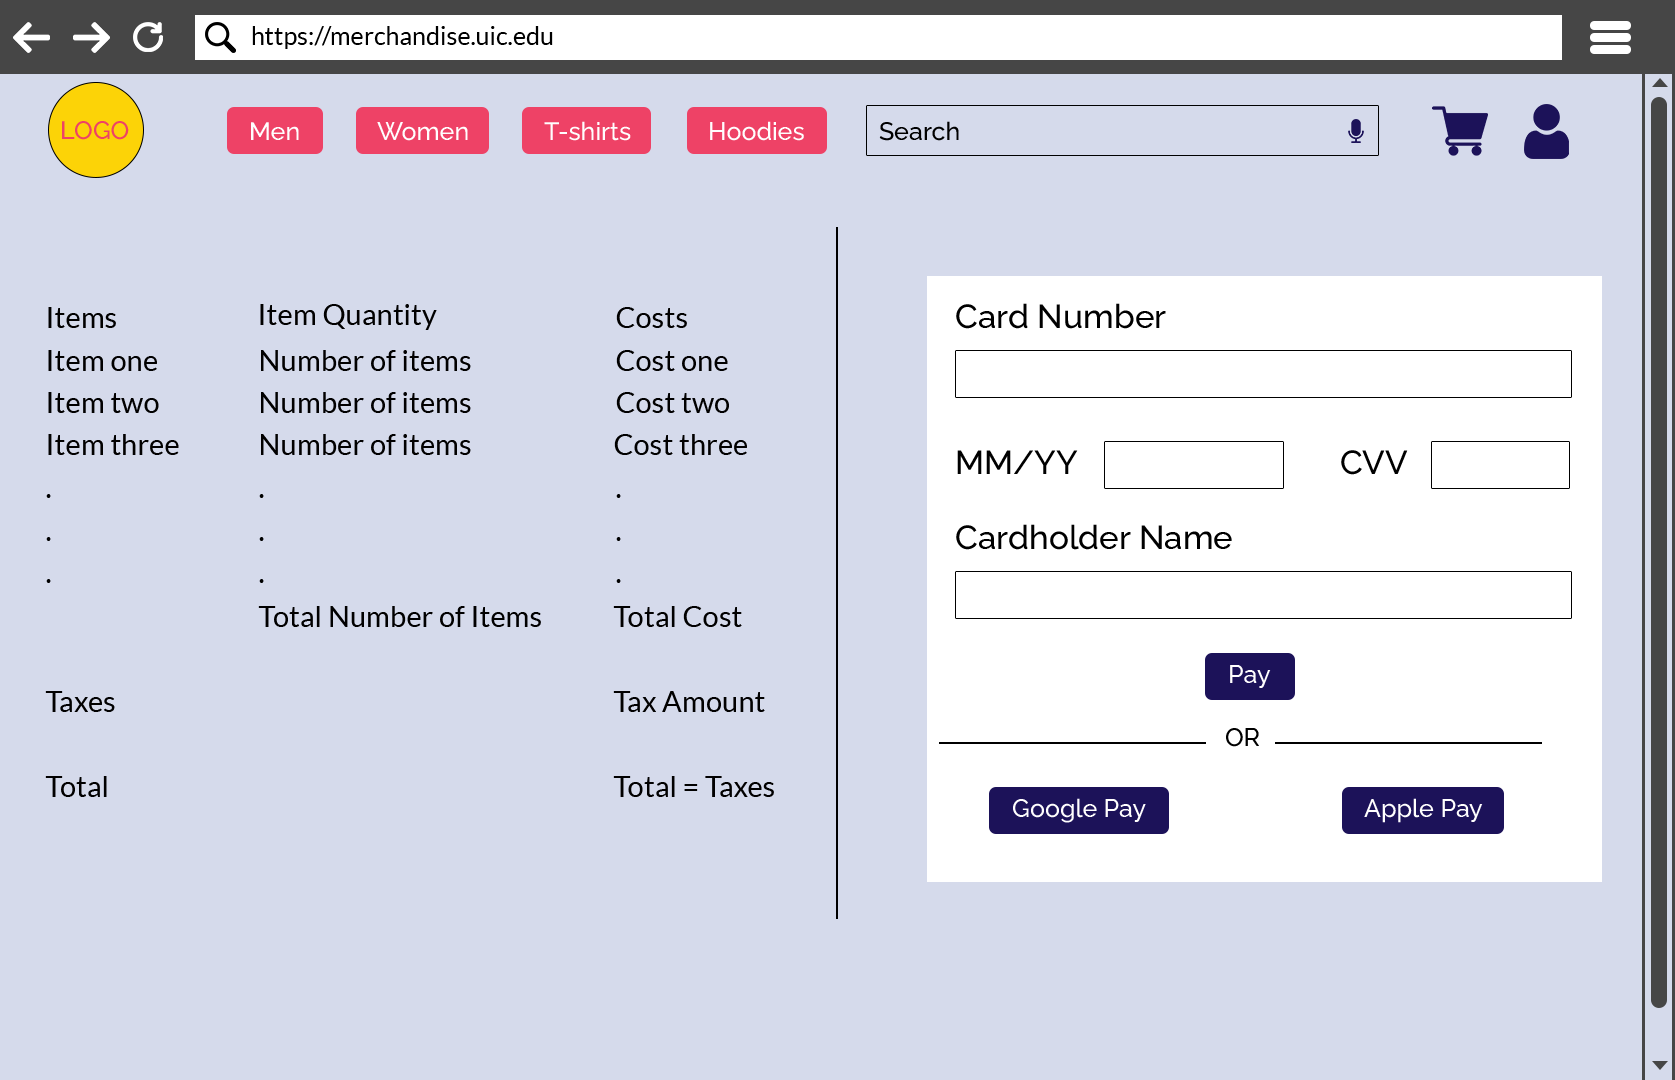 https://merchandise.uic.edu
LOGO Men Women T-shirts Hoodies Search
Items Item Quantity Costs
Item one Number of items Cost one
Item two Number of items Cost two
Item three Number of items Cost three
. . .
. . .
. . .
Total Number of Items Total Cost
Taxes Tax Amount
Total Total = Taxes
Card Number
MM/YY CVV
Cardholder Name
Pay
OR
Google Pay Apple Pay